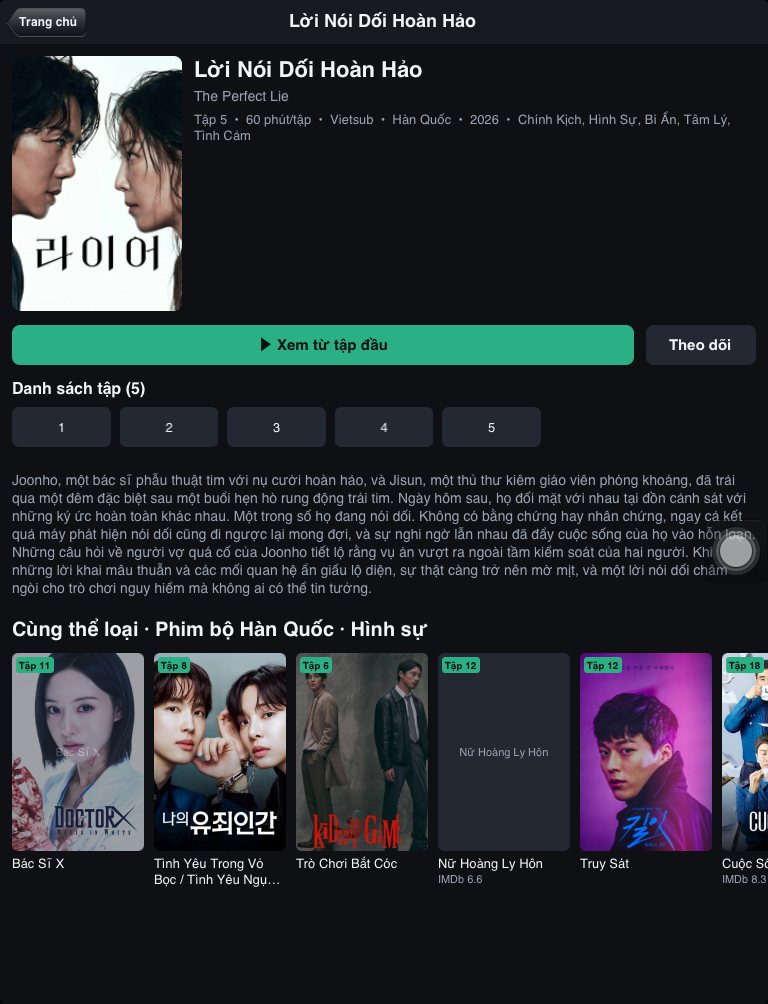 Trang chủ
Lời Nói Dối Hoàn Hảo
라이어
Lời Nói Dối Hoàn Hảo
The Perfect Lie
Tập 5 • 60 phút/tập • Vietsub • Hàn Quốc • 2026 • Chính Kịch, Hình Sự, Bí Ẩn, Tâm Lý,
Tình Cảm
Xem từ tập đầu
Theo dõi
Danh sách tập (5)
1
2
3
4
5
Joonho, một bác sĩ phẫu thuật tim với nụ cười hoàn hảo, và Jisun, một thủ thư kiêm giáo viên phóng khoáng, đã trải
qua một đêm đặc biệt sau một buổi hẹn hò rung động trái tim. Ngày hôm sau, họ đối mặt với nhau tại đồn cảnh sát với
những ký ức hoàn toàn khác nhau. Một trong số họ đang nói dối. Không có bằng chứng hay nhân chứng, ngay cả kết
quả máy phát hiện nói dối cũng đi ngược lại mong đợi, và sự nghi ngờ lẫn nhau đã đẩy cuộc sống của họ vào hỗn loạn.
Những câu hỏi về người vợ quá cố của Joonho tiết lộ rằng vụ án vượt ra ngoài tầm kiểm soát của hai người. Khi
những lời khai mâu thuẫn và các mối quan hệ ẩn giấu lộ diện, sự thật càng trở nên mờ mịt, và một lời nói dối châm
ngòi cho trò chơi nguy hiểm mà không ai có thể tin tưởng.
Cùng thể loại · Phim bộ Hàn Quốc · Hình sự
Tập 11
Bác Sĩ X
DOCTOR X
Bác Sĩ X
Tập 8
나의 유죄인간
Tình Yêu Trong Vỏ
Bọc / Tình Yêu Ngụ…
Tập 6
Trò Chơi Bắt Cóc
Tập 12
Nữ Hoàng Ly Hôn
Nữ Hoàng Ly Hôn
IMDb 6.6
Tập 12
킬잇
KILL IT
Truy Sát
Tập 18
CU
Cuộc Số
IMDb 8.3